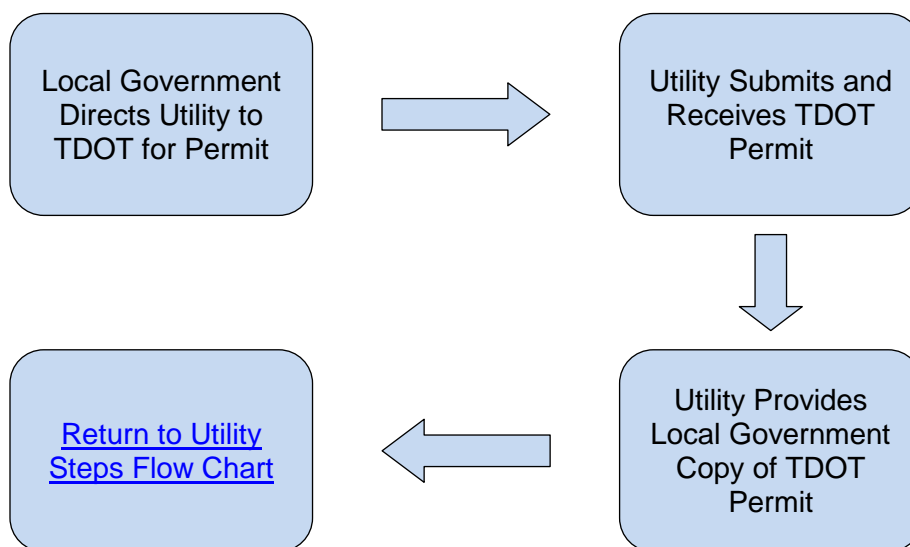 Local Government
Directs Utility to
TDOT for Permit
Utility Submits and
Receives TDOT
Permit
Utility Provides
Local Government
Copy of TDOT
Permit
Return to Utility
Steps Flow Chart